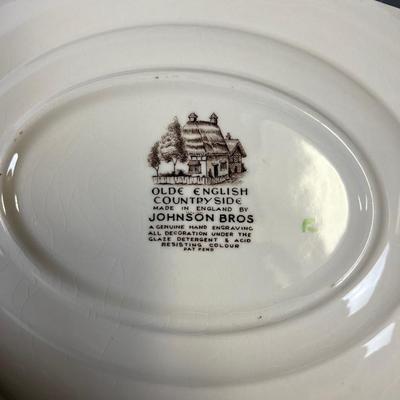 OLDE ENGLISH
COUNTRYSIDE
MADE IN ENGLAND BY
JOHNSON BROS
A GENUINE HAND ENGRAVING
ALL DECORATION UNDER THE
GLAZE DETERGENT & ACID
RESISTING COLOUR
PAT PEND